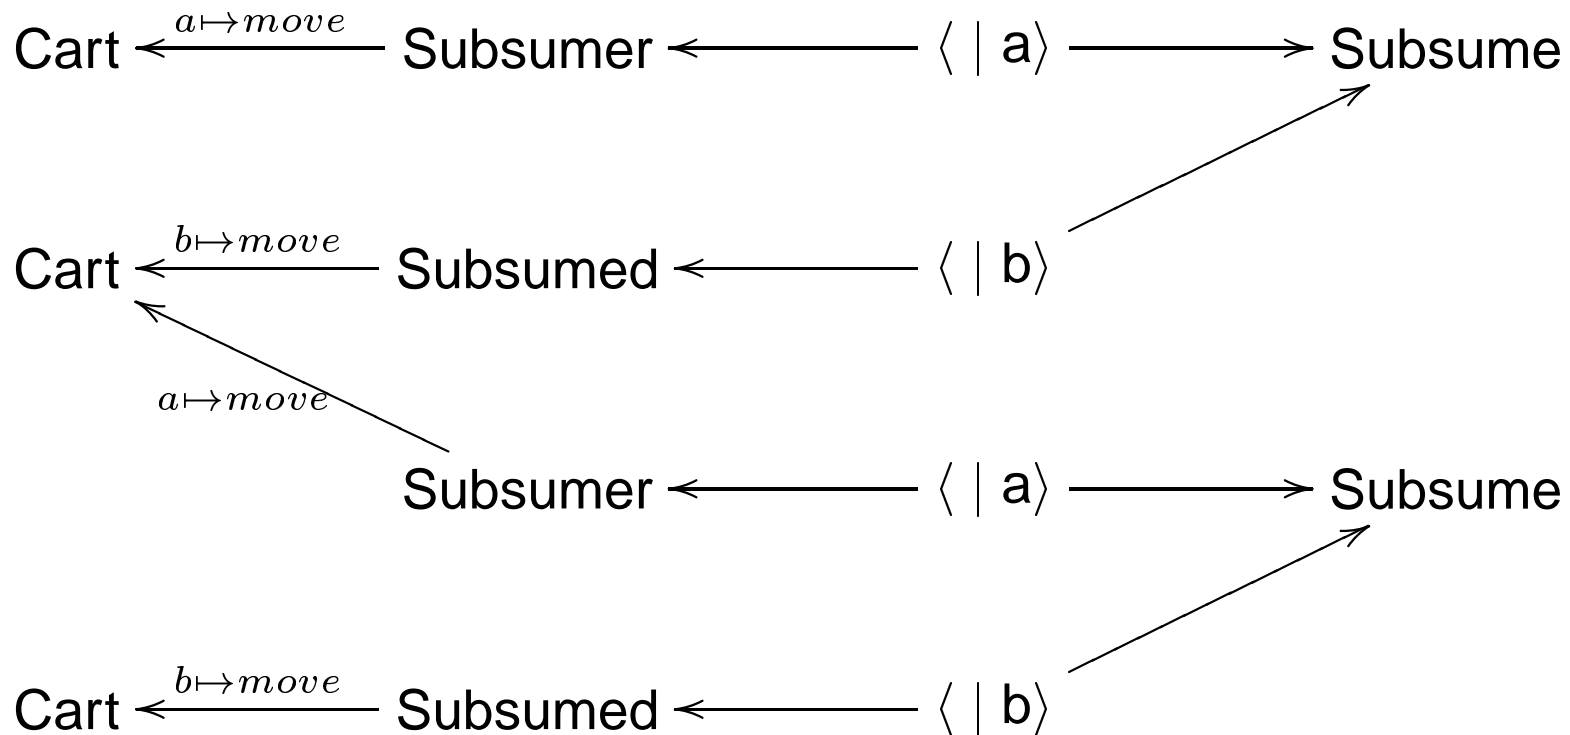 a↦move
Cart Subsumer ⟨ | a⟩ Subsume
b↦move
Cart Subsumed ⟨ | b⟩
a↦move
Subsumer ⟨ | a⟩ Subsume
b↦move
Cart Subsumed ⟨ | b⟩